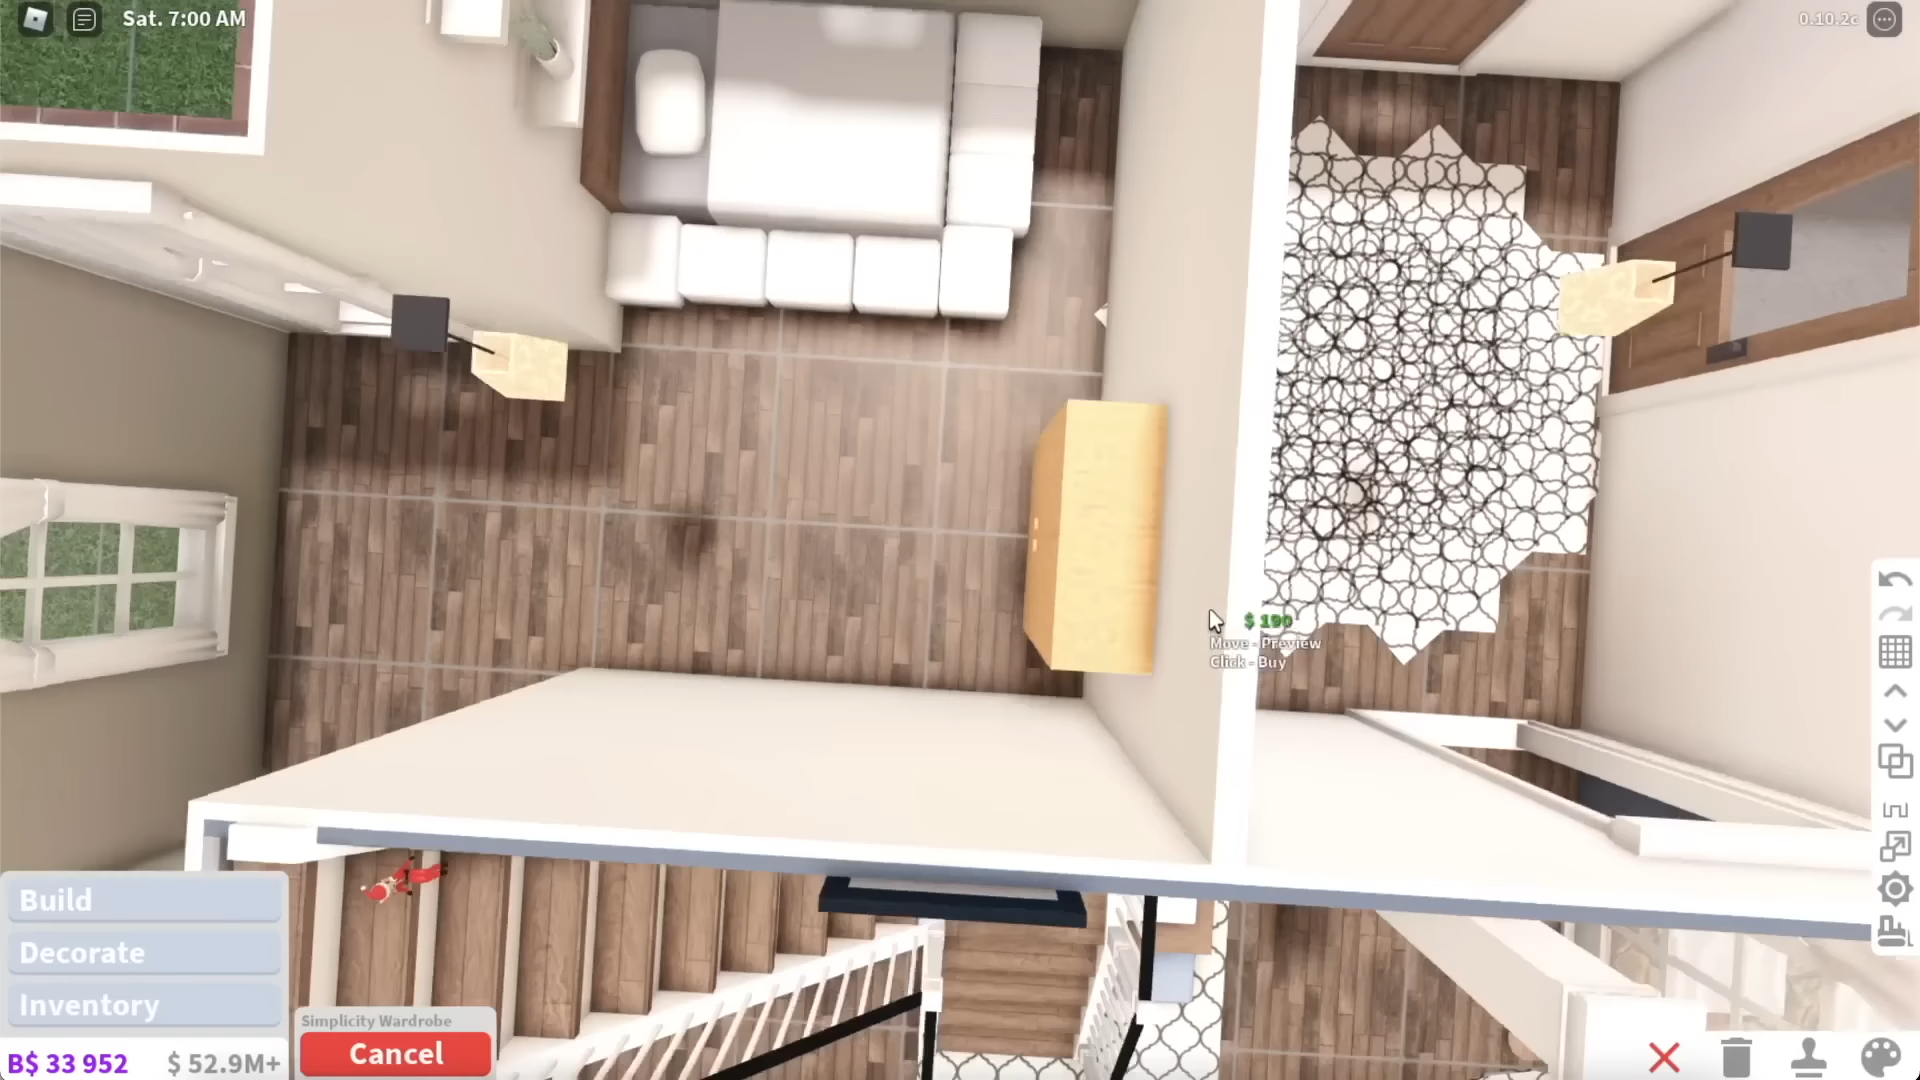 Sat. 7:00 AM
0.10.2c
$ 190
Move - Preview
Click - Buy
Build
Decorate
Inventory
Simplicity Wardrobe
Cancel
B$ 33 952
$ 52.9M+